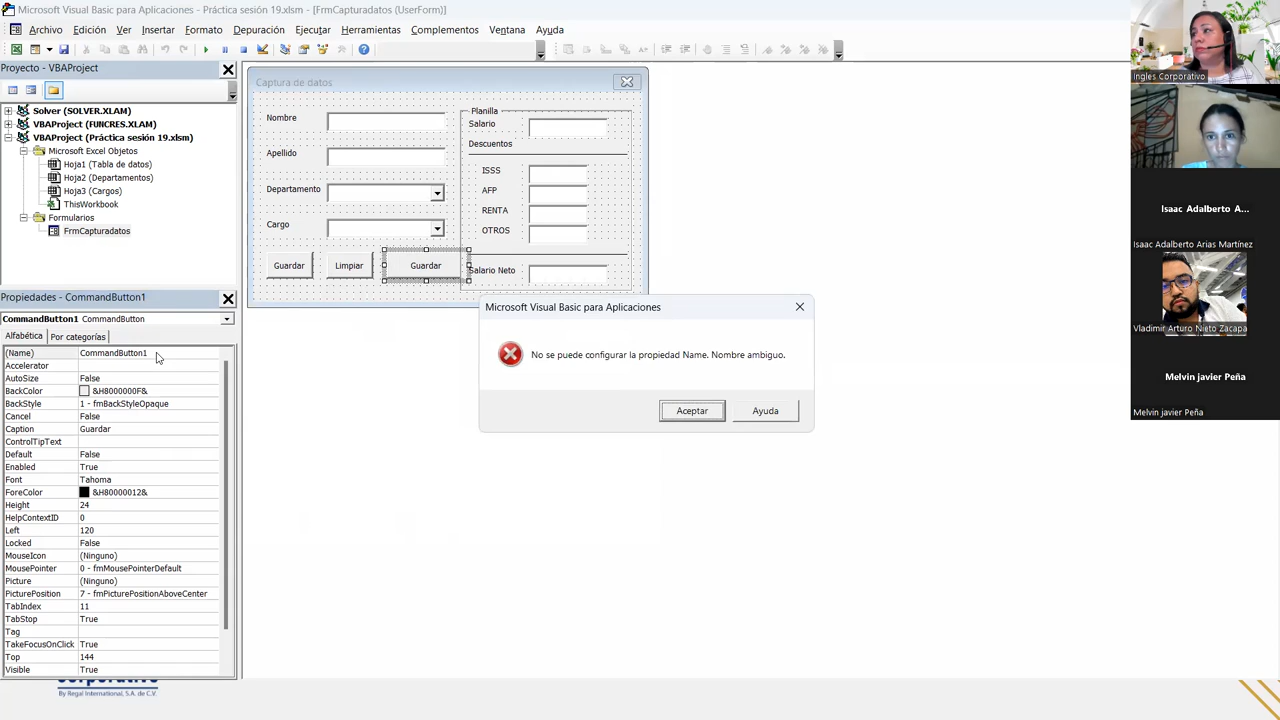 Microsoft Visual Basic para Aplicaciones - Práctica sesión 19.xlsm - [FrmCapturadatos (UserForm)]
Archivo Edición Ver Insertar Formato Depuración Ejecutar Herramientas Complementos Ventana Ayuda
Proyecto - VBAProject
Solver (SOLVER.XLAM)
VBAProject (FUNCRES.XLAM)
VBAProject (Práctica sesión 19.xlsm)
Microsoft Excel Objetos
Hoja1 (Tabla de datos)
Hoja2 (Departamentos)
Hoja3 (Cargos)
ThisWorkbook
Formularios
FrmCapturadatos
Propiedades - CommandButton1
CommandButton1 CommandButton
Alfabética Por categorías
(Name) CommandButton1
Accelerator
AutoSize False
BackColor &H8000000F&
BackStyle 1 - fmBackStyleOpaque
Cancel False
Caption Guardar
ControlTipText
Default False
Enabled True
Font Tahoma
ForeColor &H80000012&
Height 24
HelpContextID 0
Left 120
Locked False
MouseIcon (Ninguno)
MousePointer 0 - fmMousePointerDefault
Picture (Ninguno)
PicturePosition 7 - fmPicturePositionAboveCenter
TabIndex 11
TabStop True
Tag
TakeFocusOnClick True
Top 144
Visible True
Captura de datos
Nombre
Apellido
Departamento
Cargo
Guardar Limpiar Guardar
Planilla
Salario
Descuentos
ISSS
AFP
RENTA
OTROS
Salario Neto
Microsoft Visual Basic para Aplicaciones
No se puede configurar la propiedad Name. Nombre ambiguo.
Aceptar Ayuda
Ingles Corporativo
Isaac Adalberto A...
Isaac Adalberto Arias Martínez
Vladimir Arturo Nieto Zacapa
Melvin javier Peña
Melvin javier Peña
By Regal International, S.A. de C.V.